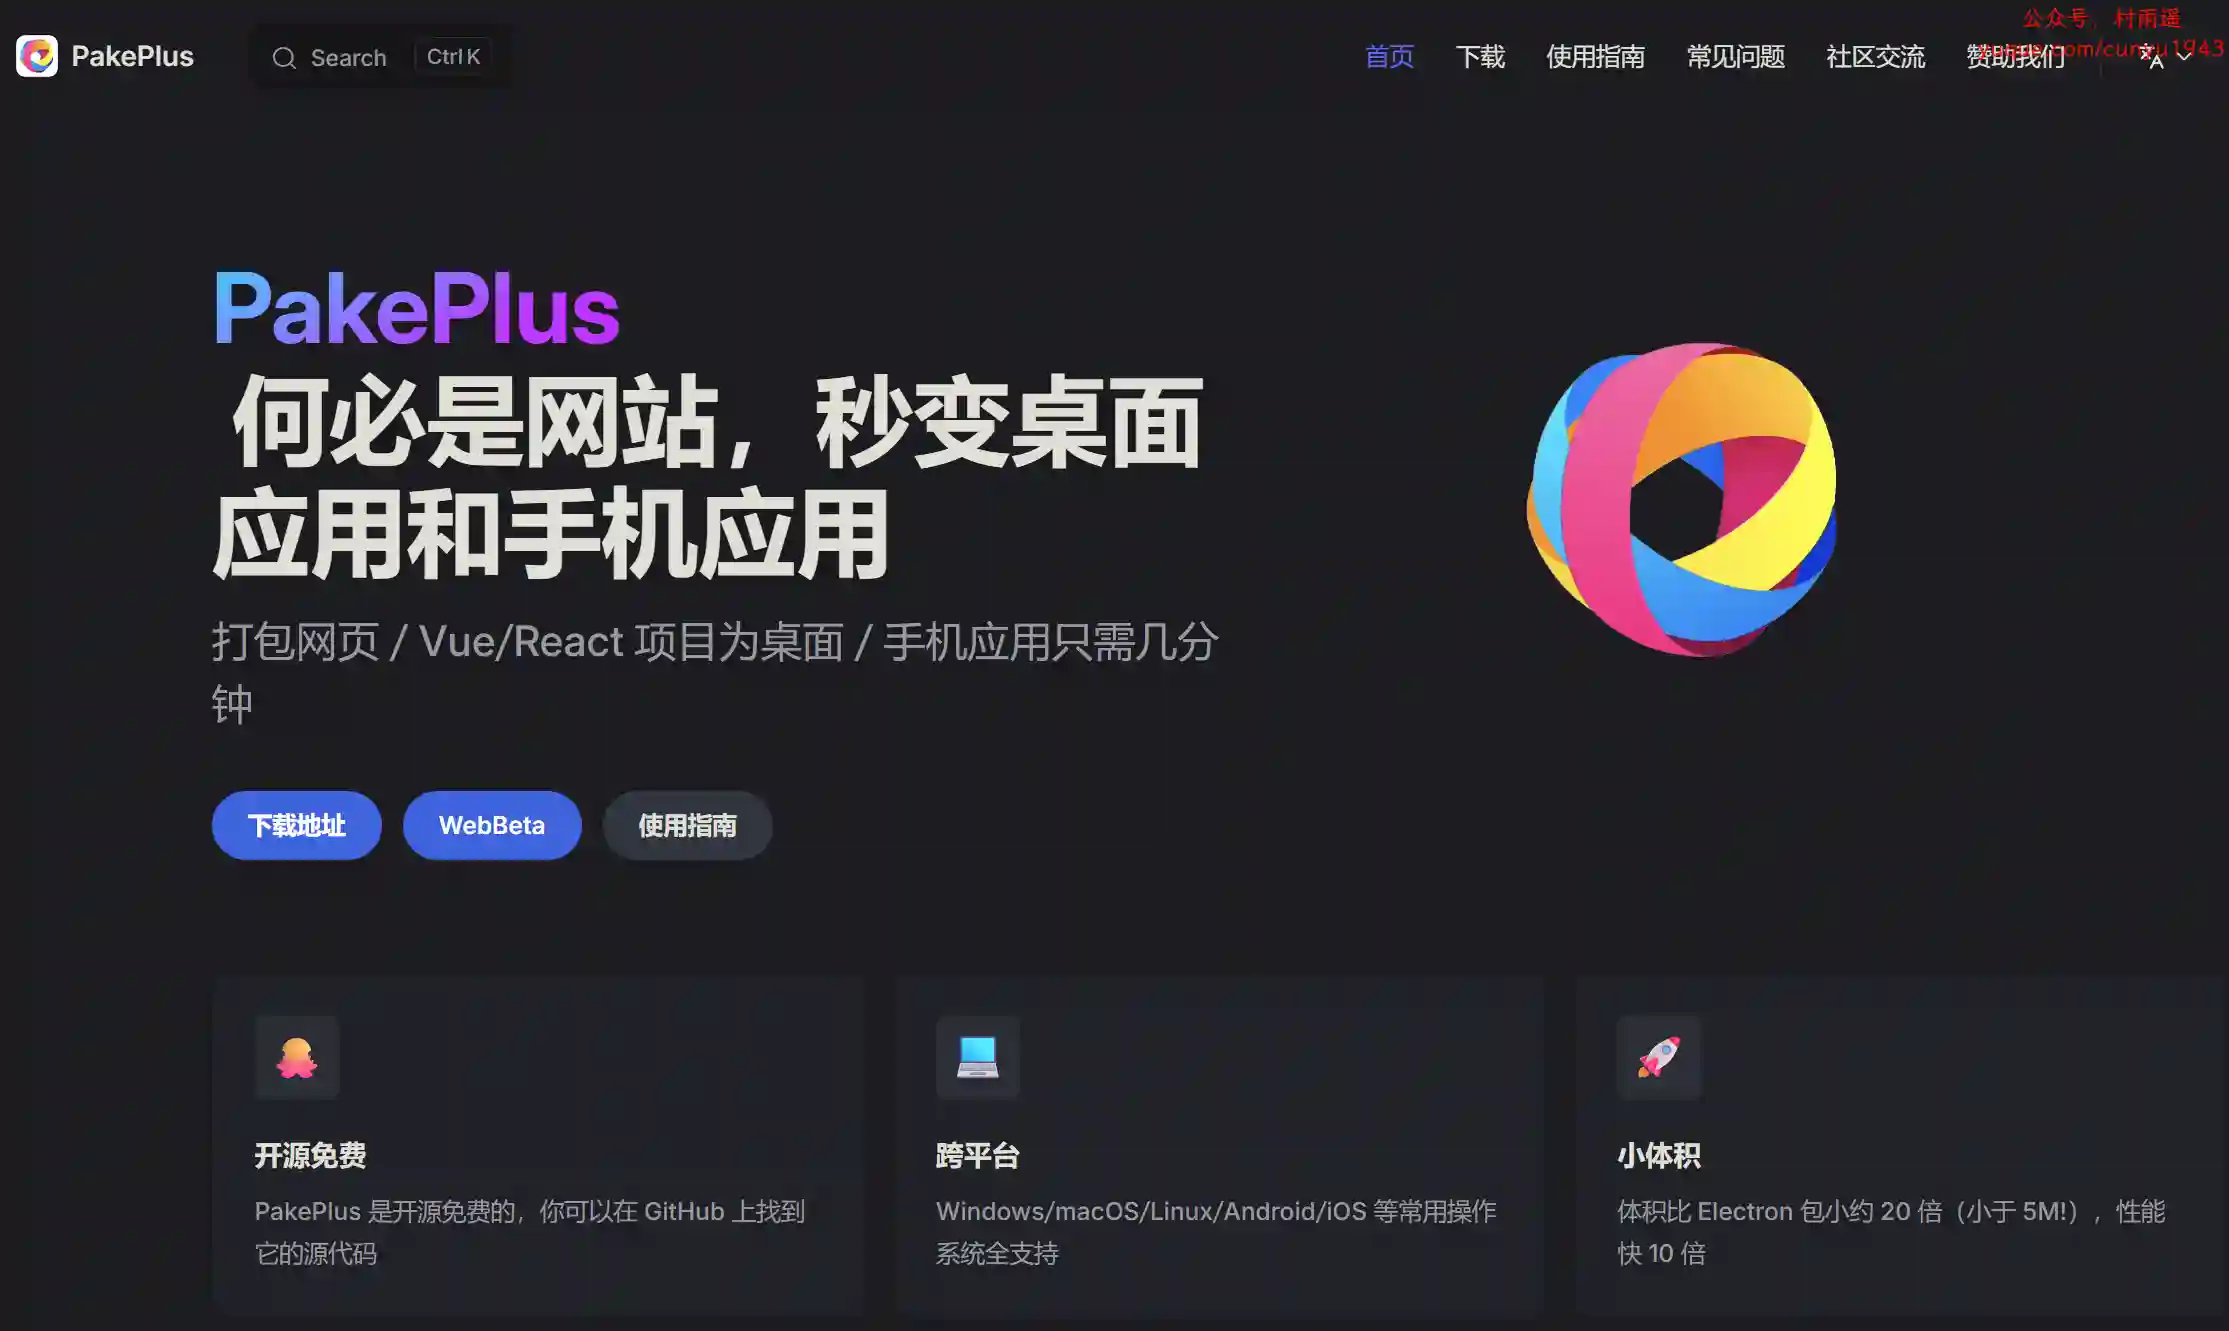 公众号：村雨遥
PakePlus
Search
Ctrl K
首页
下载
使用指南
常见问题
社区交流
赞助我们
PakePlus
何必是网站，秒变桌面
应用和手机应用
打包网页 / Vue/React 项目为桌面 / 手机应用只需几分
钟
下载地址
WebBeta
使用指南
开源免费
PakePlus 是开源免费的，你可以在 GitHub 上找到
它的源代码
跨平台
Windows/macOS/Linux/Android/iOS 等常用操作
系统全支持
小体积
体积比 Electron 包小约 20 倍（小于 5M!），性能
快 10 倍